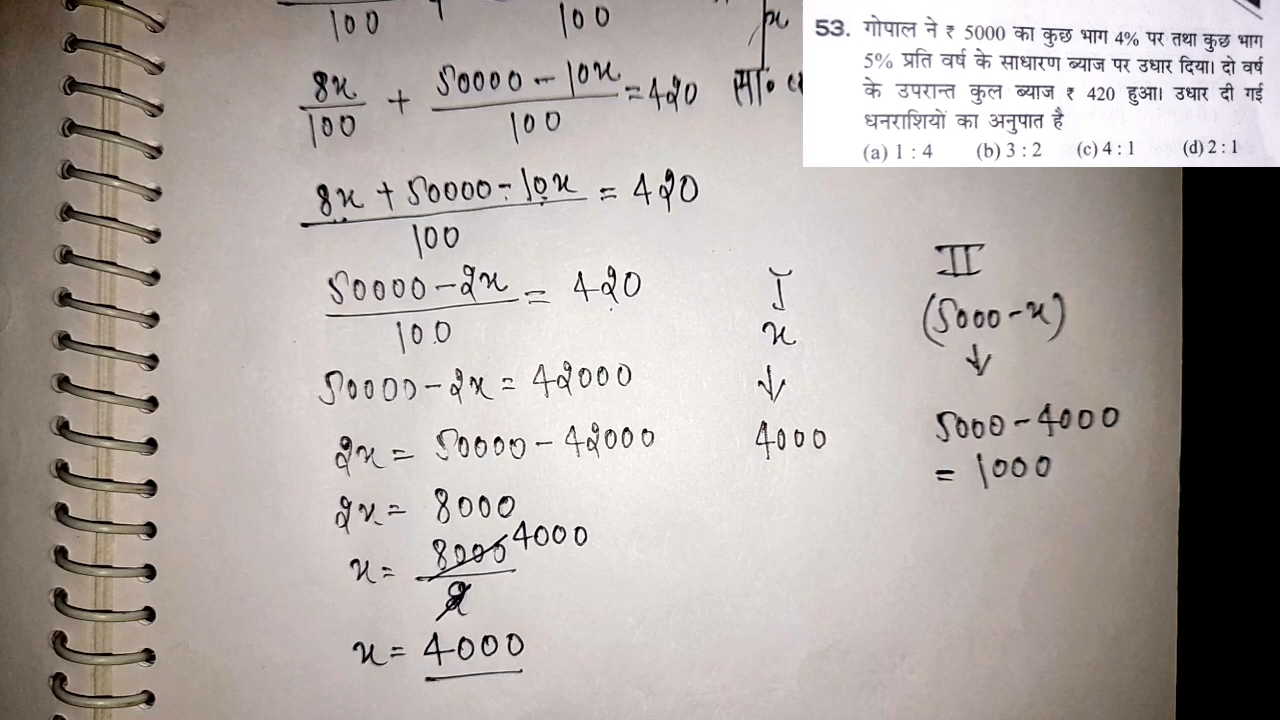 100 100
8x/100 + 50000 - 10x/100 = 420 सा०
8x + 50000 - 10x/100 = 420
50000 - 2x/100 = 420
50000 - 2x = 42000
2x = 50000 - 42000
2x = 8000
x = 8000/2 4000
x = 4000
I
x
↓
4000
II
(5000 - x)
↓
5000 - 4000
= 1000
53. गोपाल ने ₹ 5000 का कुछ भाग 4% पर तथा कुछ भाग
5% प्रति वर्ष के साधारण ब्याज पर उधार दिया। दो वर्ष
के उपरान्त कुल ब्याज ₹ 420 हुआ। उधार दी गई
धनराशियों का अनुपात है
(a) 1 : 4 (b) 3 : 2 (c) 4 : 1 (d) 2 : 1